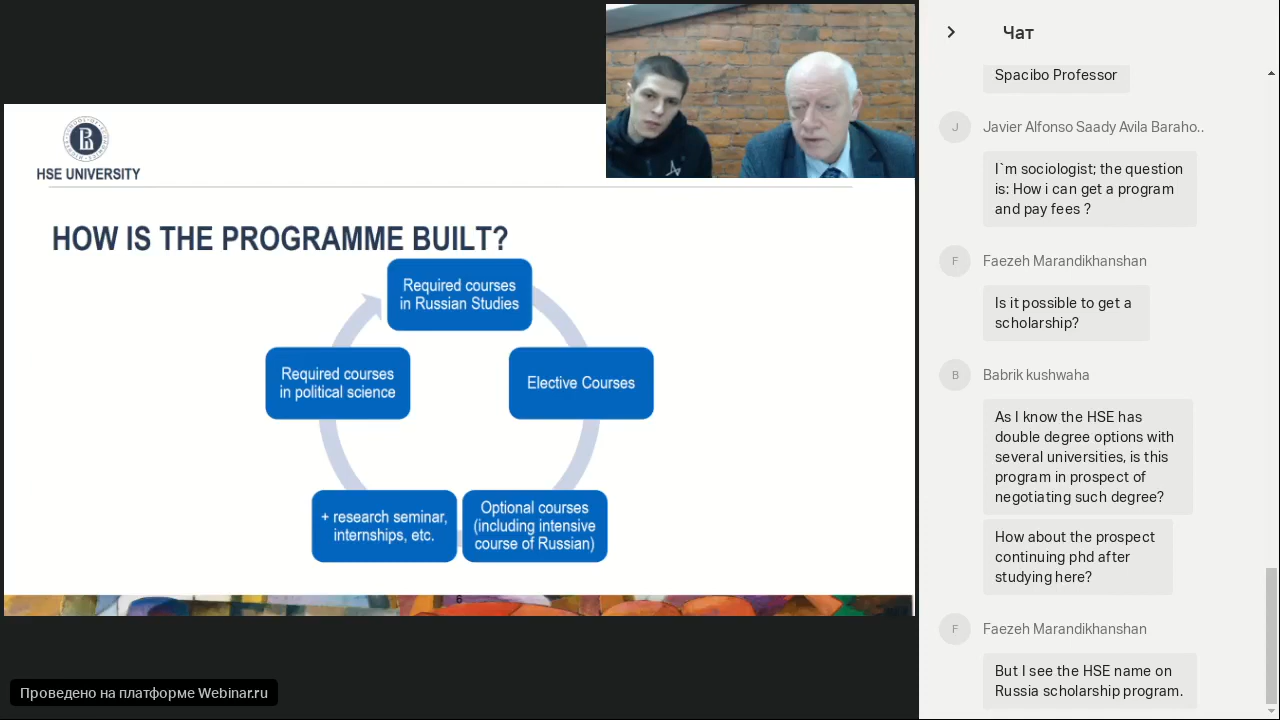 HSE UNIVERSITY
HOW IS THE PROGRAMME BUILT?
Required courses
in Russian Studies
Elective Courses
Optional courses
(including intensive
course of Russian)
+ research seminar,
internships, etc.
Required courses
in political science
6
Проведено на платформе Webinar.ru
Чат
Spacibo Professor
J
Javier Alfonso Saady Avila Baraho..
I`m sociologist; the question
is: How i can get a program
and pay fees ?
F
Faezeh Marandikhanshan
Is it possible to get a
scholarship?
B
Babrik kushwaha
As I know the HSE has
double degree options with
several universities, is this
program in prospect of
negotiating such degree?
How about the prospect
continuing phd after
studying here?
F
Faezeh Marandikhanshan
But I see the HSE name on
Russia scholarship program.